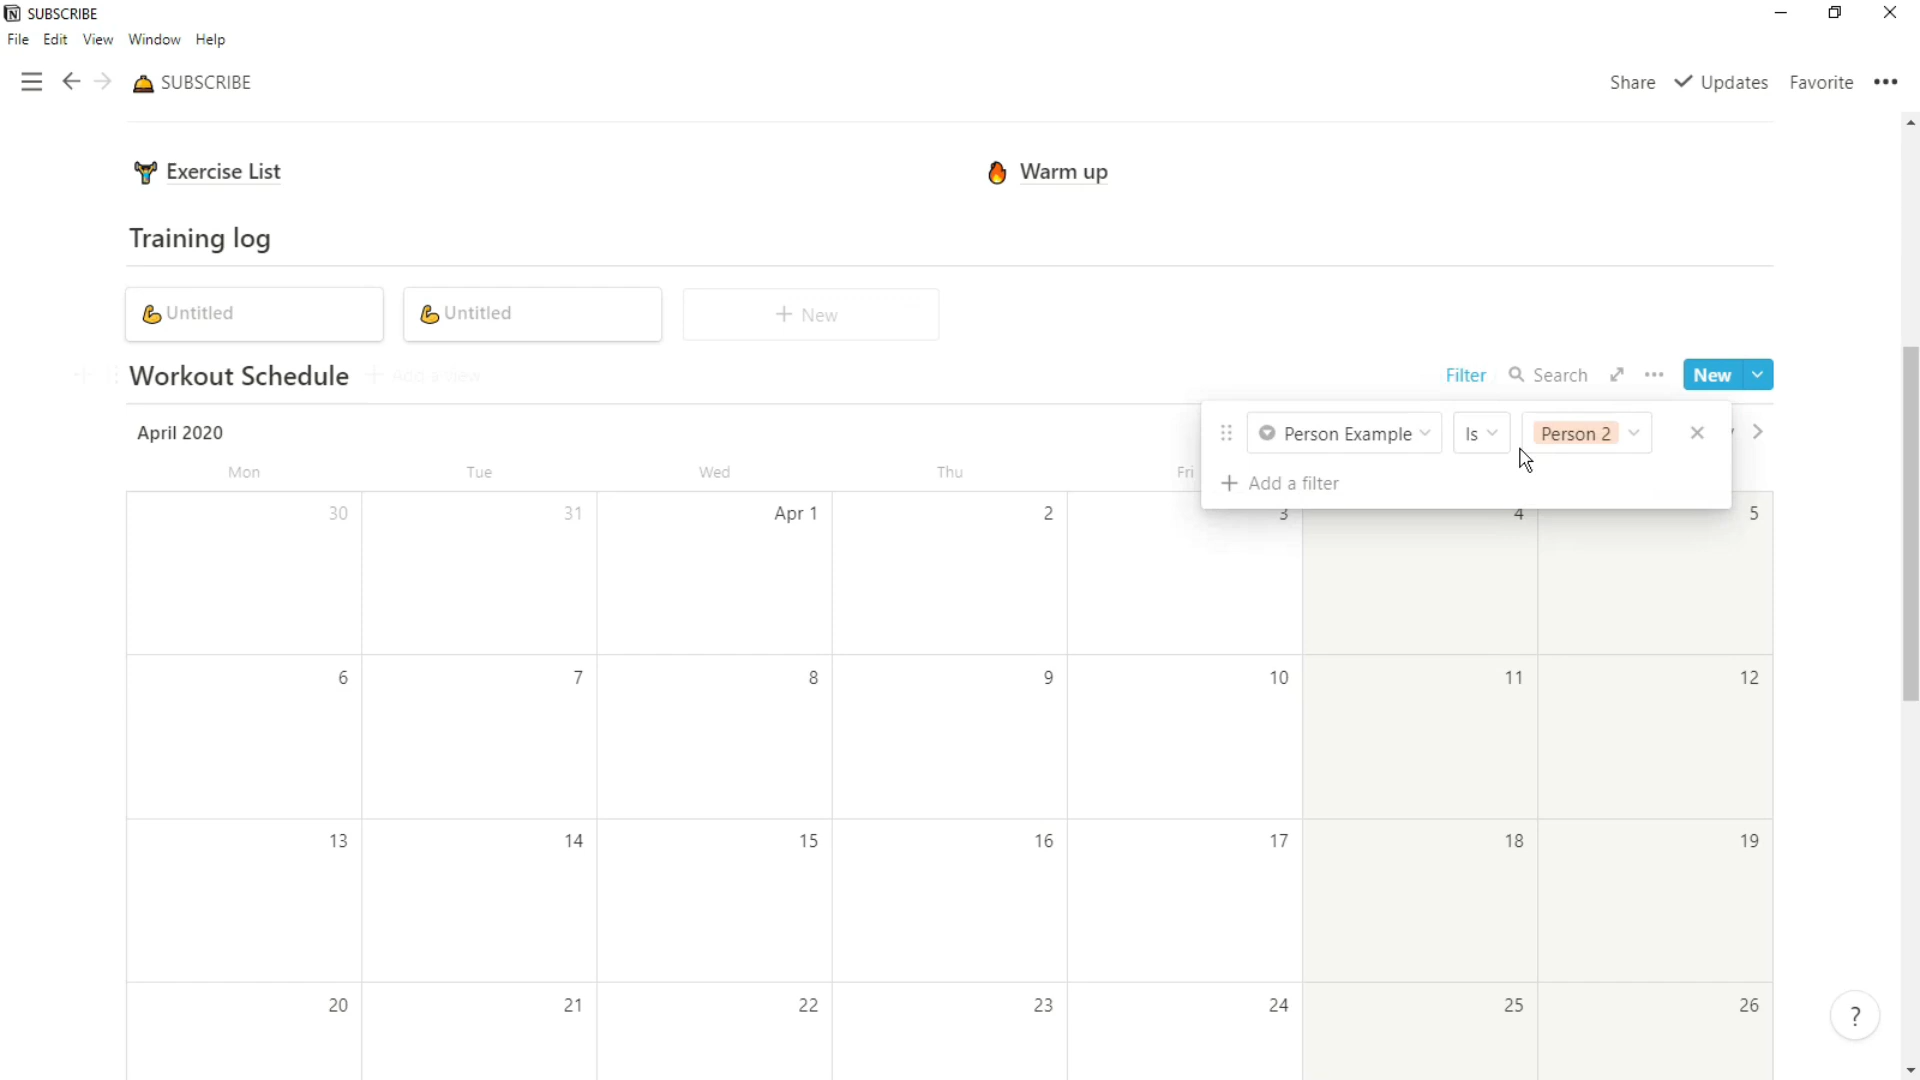 SUBSCRIBE
File Edit View Window Help
SUBSCRIBE
Share Updates Favorite
Exercise List
Warm up
Training log
Untitled
Untitled
New
Workout Schedule
Add a view
Filter
Search
New
April 2020
Person Example
Is
Person 2
Add a filter
Mon Tue Wed Thu Fri
30 31 Apr 1 2 3 4 5
6 7 8 9 10 11 12
13 14 15 16 17 18 19
20 21 22 23 24 25 26
?